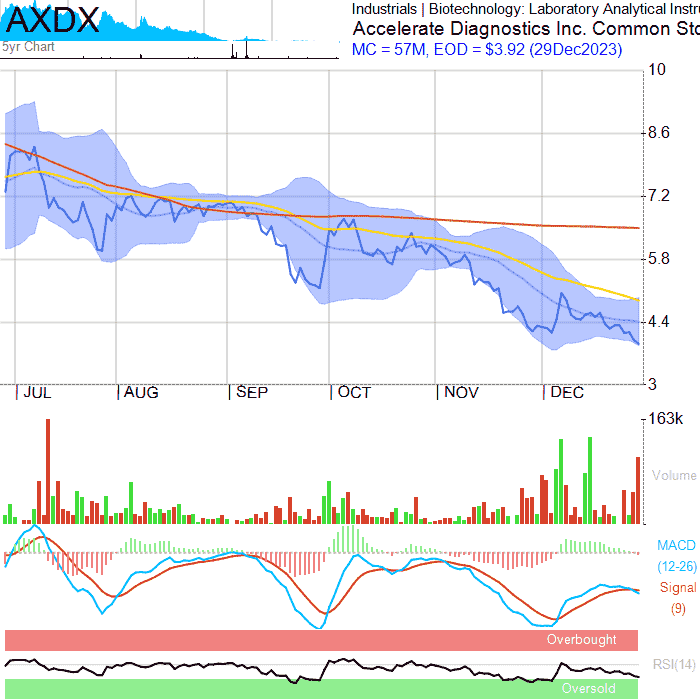 AXDX
5yr Chart
Industrials | Biotechnology: Laboratory Analytical Instru
Accelerate Diagnostics Inc. Common Sto
MC = 57M, EOD = $3.92 (29Dec2023)
10
8.6
7.2
5.8
4.4
3
JUL AUG SEP OCT NOV DEC
163k
Volume
MACD
(12-26)
Signal
(9)
Overbought
RSI(14)
Oversold